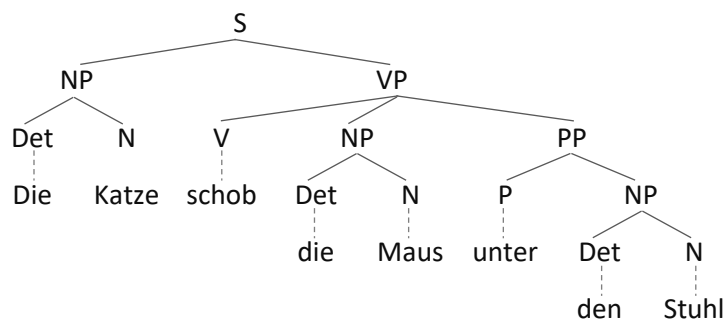 S
NP VP
Det N V NP PP
Die Katze schob Det N P NP
die Maus unter Det N
den Stuhl